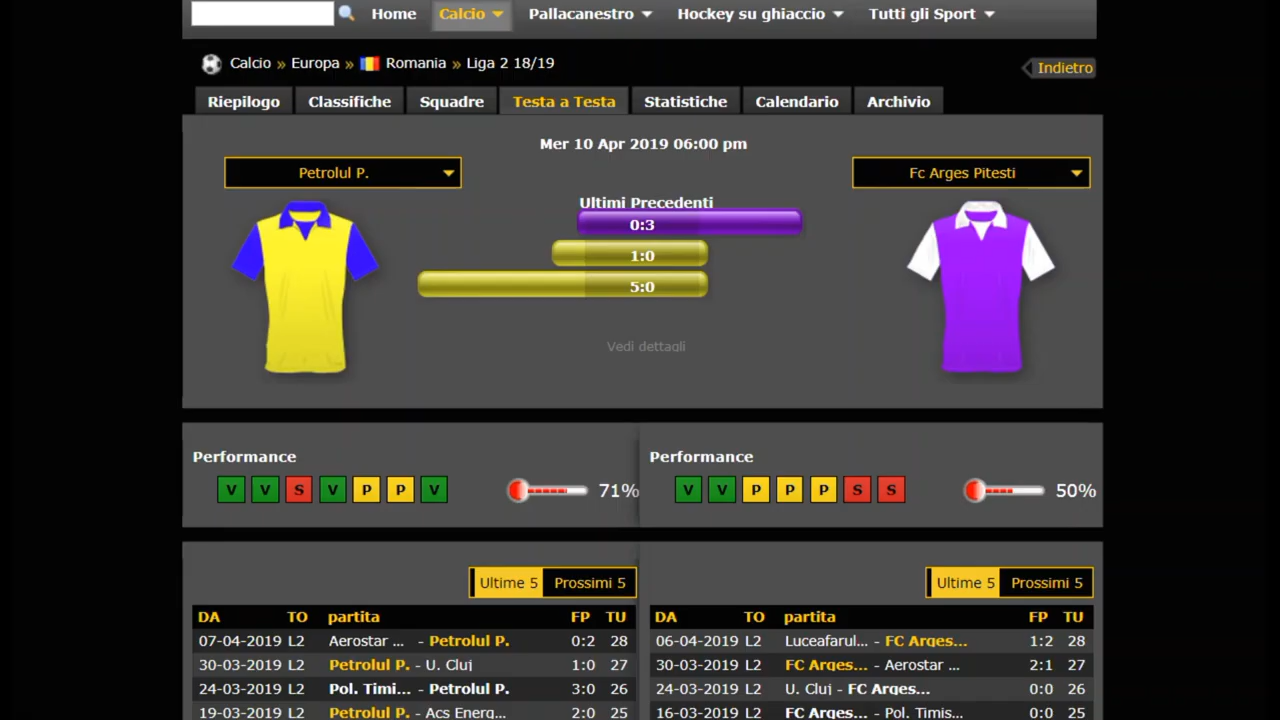 Home Calcio Pallacanestro Hockey su ghiaccio Tutti gli Sport
Calcio » Europa » Romania » Liga 2 18/19
Indietro
Riepilogo Classifiche Squadre Testa a Testa Statistiche Calendario Archivio
Mer 10 Apr 2019 06:00 pm
Petrolul P. Fc Arges Pitesti
Ultimi Precedenti
0:3
1:0
5:0
Vedi dettagli
Performance
V V S V P P V 71%
Performance
V V P P P S S 50%
Ultime 5 Prossimi 5
DA TO partita FP TU
07-04-2019 L2 Aerostar ... - Petrolul P. 0:2 28
30-03-2019 L2 Petrolul P. - U. Cluj 1:0 27
24-03-2019 L2 Pol. Timi... - Petrolul P. 3:0 26
19-03-2019 L2 Petrolul P. - Acs Energ... 2:0 25
Ultime 5 Prossimi 5
DA TO partita FP TU
06-04-2019 L2 Luceafarul... - FC Arges... 1:2 28
30-03-2019 L2 FC Arges... - Aerostar ... 2:1 27
24-03-2019 L2 U. Cluj - FC Arges... 0:0 26
16-03-2019 L2 FC Arges... - Pol. Timis... 0:0 25